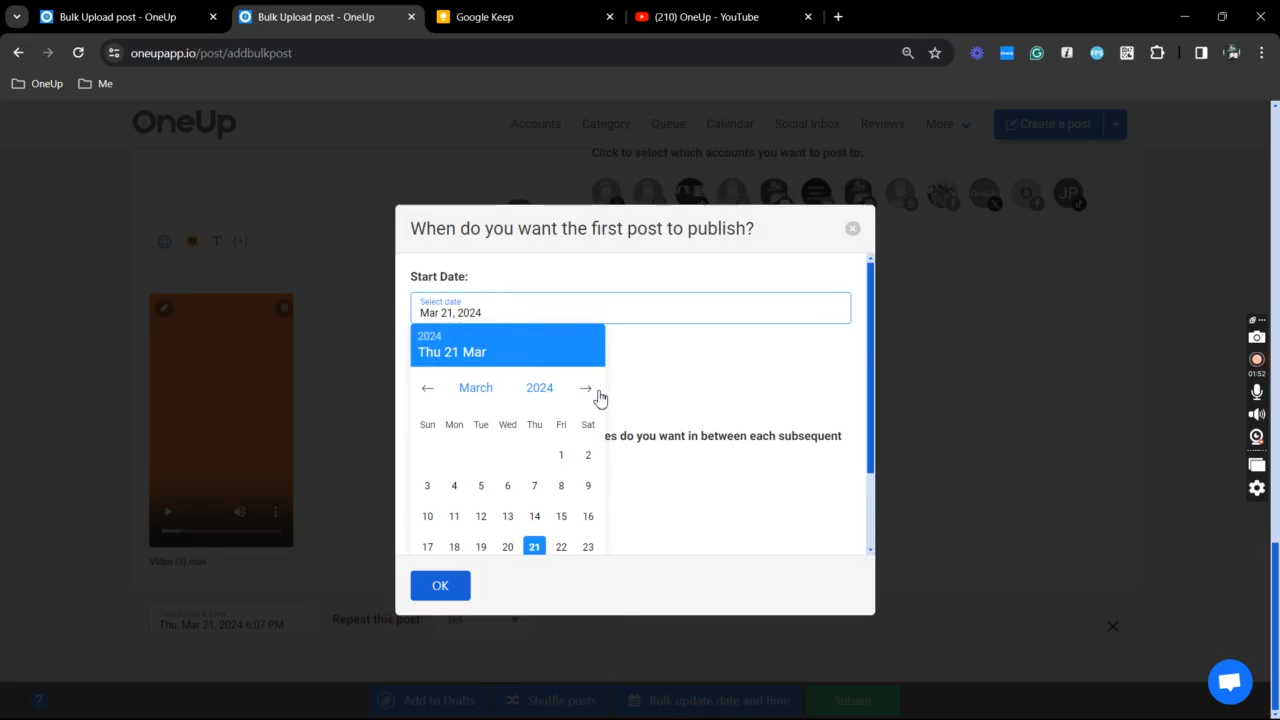 Bulk Upload post - OneUp
Bulk Upload post - OneUp
Google Keep
(210) OneUp - YouTube
oneupapp.io/post/addbulkpost
OneUp
Me
OneUp
Accounts
Category
Queue
Calendar
Social Inbox
Reviews
More
Create a post
Click to select which accounts you want to post to:
JP
When do you want the first post to publish?
Start Date:
Select date
Mar 21, 2024
2024
Thu 21 Mar
March 2024
Sun Mon Tue Wed Thu Fri Sat
1 2
3 4 5 6 7 8 9
10 11 12 13 14 15 16
17 18 19 20 21 22 23
es do you want in between each subsequent
OK
01:52
Video (3).mov
Select date & time
Thu, Mar 21, 2024 6:07 PM
Repeat this post:
No
Add to Drafts
Shuffle posts
Bulk update date and time
Submit